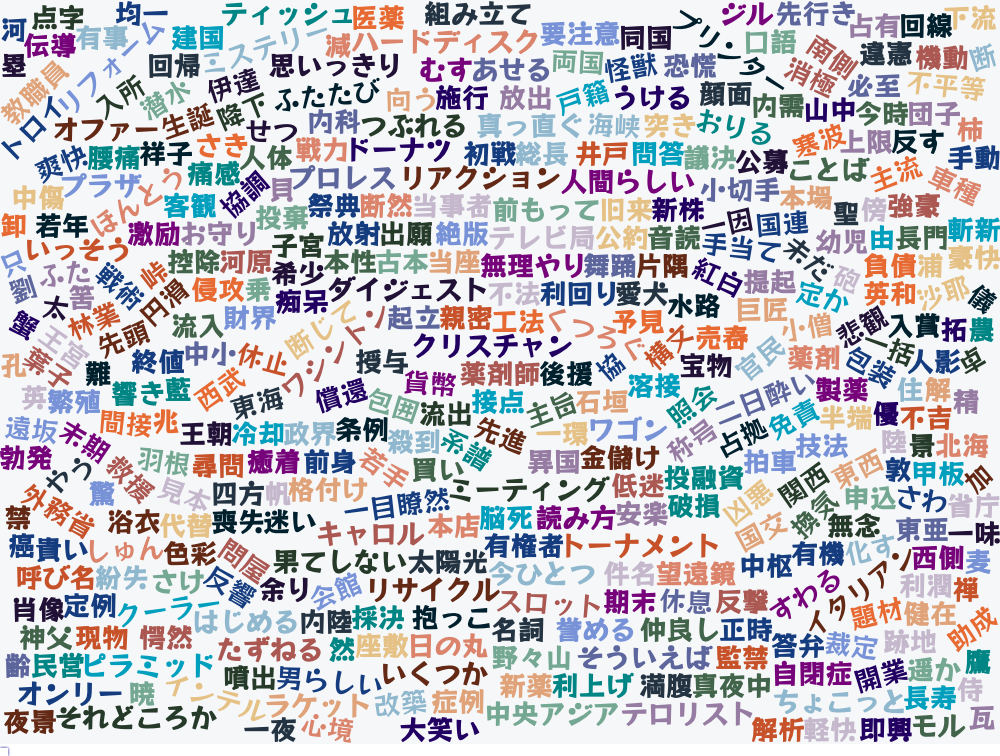 河 点字 均一 ティッシュ 医薬 組み立て プリンター ジル 先行き 占有 回線 下流
伝導 有事 リフォーム 建国 ミステリー 減 ハードディスク 要注意 同国 口語 南側 違憲 機動 断
塁 教職員 回帰 伊達 思いっきり むす あせる 両国 怪獣 恐慌 消極 必至 不平等
トロイ 入所 潜水 降下 ふたたび 向う 施行 放出 戸籍 うける 顔面 内需 山中 今時 団子 柿
オファー 生誕 せつ 内科 つぶれる 真っ直ぐ 海峡 突き おりる 寒波 上限 反す 手動
爽快 腰痛 祥子 さき 人体 戦力 ドーナツ 初戦 総長 井戸 問答 議決 公募 ことば 主流 車種
中傷 プラザ ほんとう 痛感 協調 貝 プロレス リアクション 人間らしい 小切手 本場 聖 傍 強豪
卸 若年 客観 投棄 祭典 断然 当事者 前もって 旧来 新株 一因 国連 幼児 由 長門 斬新
只 いっそう 激励 お守り 子宮 放射 出願 絶版 テレビ局 公約 音読 手当て 未だ 砲 負債 浦 豪快
劉 ふた 戦術 峠 控除 河原 希少 本性 古本 当座 無理やり 舞踊 片隅 紅白 提起 定か 英和 沙耶 儀
木 善 円滑 侵攻 乗 痴呆 ダイジェスト 不法 利回り 愛犬 水路 巨匠 小僧 悲観 入賞 拓 農
蟹 王宮 林業 先頭 流入 財界 断じて ワシントン 起立 親密 工法 くつろぐ 予見 横父 売春 官民 一括 人影 卓
孔 葉子 難 終値 中小 休止 授与 クリスチャン 薬剤師 後援 協 宝物 薬剤 包装
英 繁殖 響き 藍 西武 東海 償還 包囲 貨幣 流出 接点 主旨 石垣 溶接 照会 二日酔い 製薬 住 解 精
遠坂 末期 間接 兆 王朝 冷却 政界 条例 殺到 系譜 先進 一環 ワゴン 称号 占拠 免責 半端 優 不吉
勃発 やう 救援 羽根 尋問 癒着 前身 若手 買い 異国 金儲け 投融資 拍車 技法 陸 景 北海
驚 見本 四方 帆 格付け 一目瞭然 ミーティング 低迷 破損 凶悪 関西 東西 敦 甲板 加
禁 外務省 浴衣 代替 喪失 迷い キャロル 本店 脳死 読み方 安楽 国交 換気 申込 さわ 省庁
癌 貴い しゅん 色彩 問屋 果てしない 太陽光 有権者 トーナメント 中枢 有機 無念 化す 東亜 一味
呼び名 紛失 さけ 反響 余り 会館 リサイクル 今ひとつ 件名 望遠鏡 すわる イタリアン 西側 麦
肖像 定例 クーラー はじめる 内陸 採決 抱っこ スロット 期末 休息 反撃 題材 利潤 禅
神父 現物 愕然 たずねる 然 座敷 日の丸 名詞 誉める 仲良し 正時 答弁 裁定 跡地 健在 助成
齢 民営 ピラミッド 噴出 男らしい いくつか 野々山 そういえば 監禁 自閉症 開業 遥か 鷹
オンリー 暁 インテル ラケット 改築 症例 新薬 利上げ 満腹 真夜中 ちょこっと 長寿 侍
夜景 それどころか 一夜 心境 大笑い 中央アジア テロリスト 解析 軽快 即興 モル 瓦